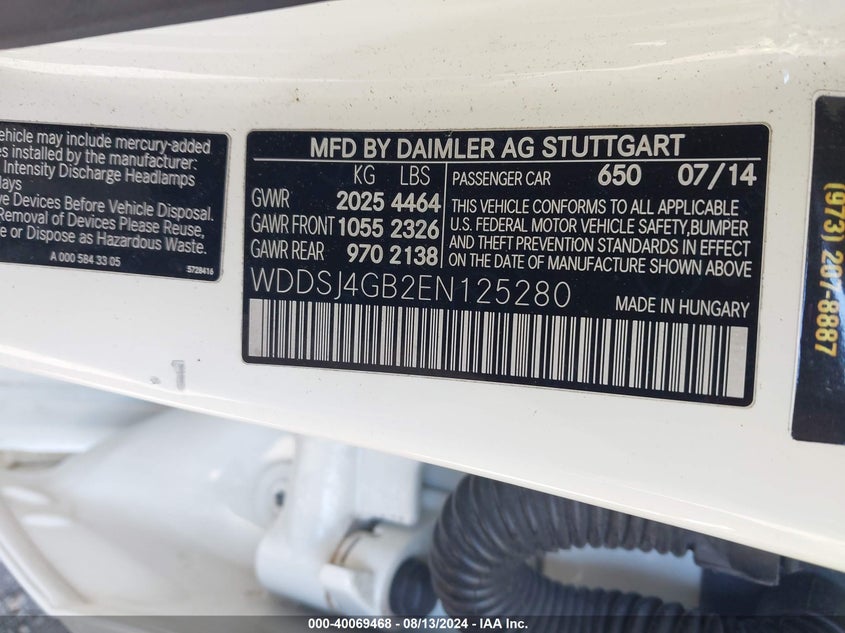 ehicle may include mercury-added
es installed by the manufacturer:
Intensity Discharge Headlamps
lays
ve Devices Before Vehicle Disposal.
Removal of Devices Please Reuse,
e or Dispose as Hazardous Waste.
A 000 584 33 05
5728416
MFD BY DAIMLER AG STUTTGART
KG LBS
GVWR 2025 4464
GAWR FRONT 1055 2326
GAWR REAR 970 2138
PASSENGER CAR 650 07/14
THIS VEHICLE CONFORMS TO ALL APPLICABLE
U.S. FEDERAL MOTOR VEHICLE SAFETY,BUMPER
AND THEFT PREVENTION STANDARDS IN EFFECT
ON THE DATE OF MANUFACTURE SHOWN ABOVE
WDDSJ4GB2EN125280
MADE IN HUNGARY
(973) 207-8887
1
000-40069468 - 08/13/2024 - IAA Inc.